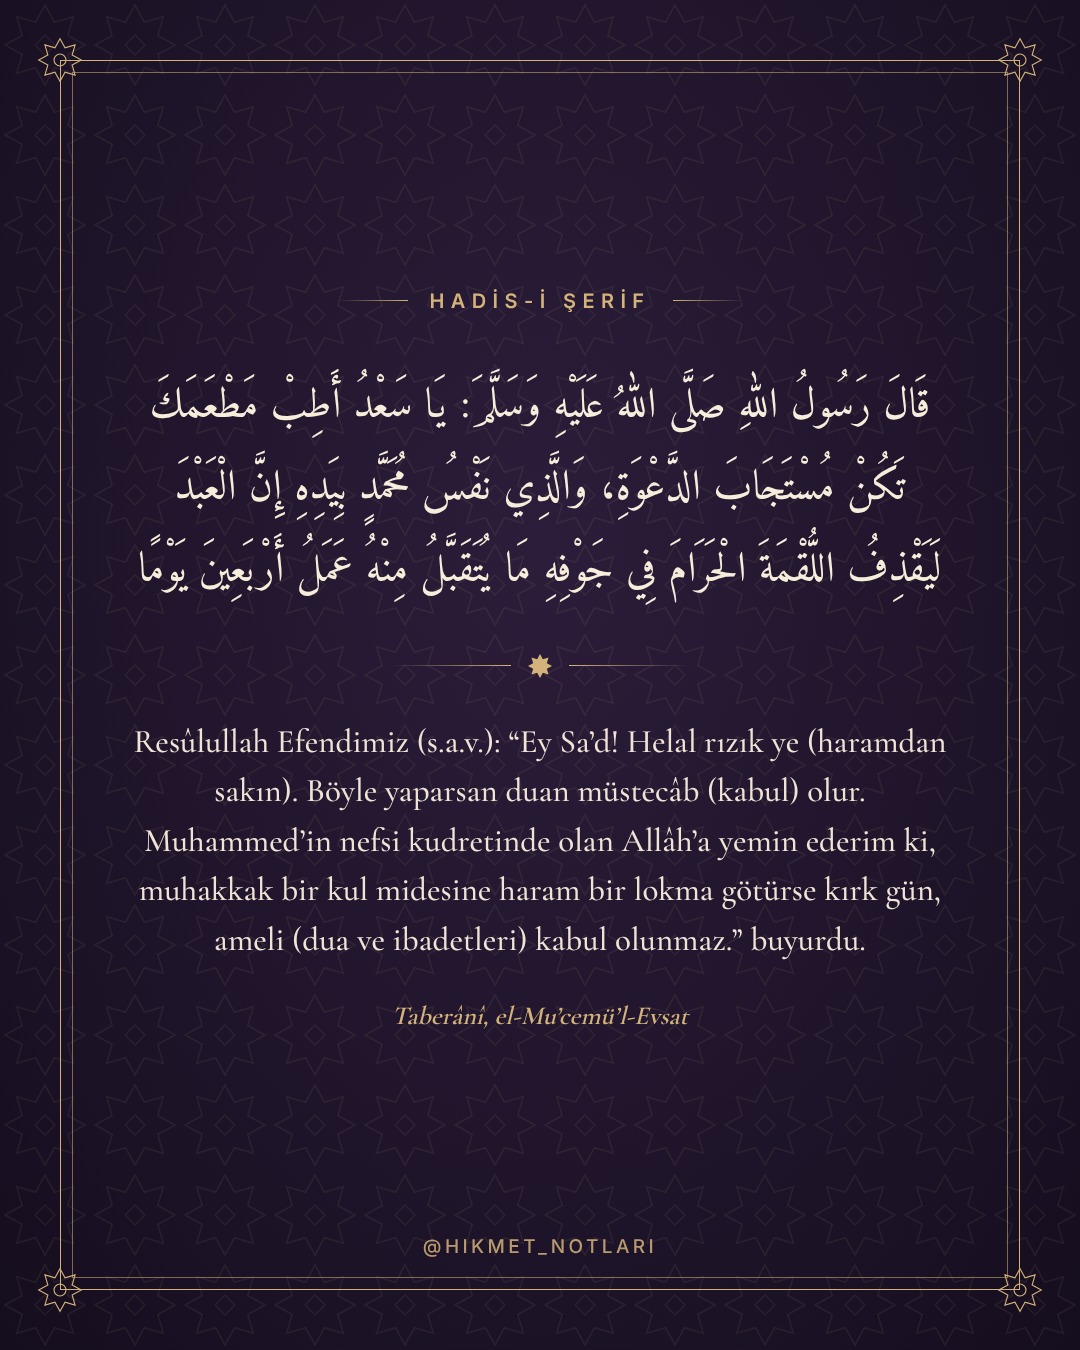 HADİS-İ ŞERİF
قَالَ رَسُولُ اللهِ صَلَّى اللهُ عَلَيْهِ وَسَلَّمَ: يَا سَعْدُ أَطِبْ مَطْعَمَكَ
تَكُنْ مُسْتَجَابَ الدَّعْوَةِ، وَالَّذِي نَفْسُ مُحَمَّدٍ بِيَدِهِ إِنَّ الْعَبْدَ
لَيَقْذِفُ اللُّقْمَةَ الْحَرَامَ فِي جَوْفِهِ مَا يُتَقَبَّلُ مِنْهُ عَمَلُ أَرْبَعِينَ يَوْمًا
Resûlullah Efendimiz (s.a.v.): “Ey Sa’d! Helal rızık ye (haramdan
sakın). Böyle yaparsan duan müstecâb (kabul) olur.
Muhammed’in nefsi kudretinde olan Allâh’a yemin ederim ki,
muhakkak bir kul midesine haram bir lokma götürse kırk gün,
ameli (dua ve ibadetleri) kabul olunmaz.” buyurdu.
Taberânî, el-Mu’cemü’l-Evsat
@HIKMET_NOTLARI